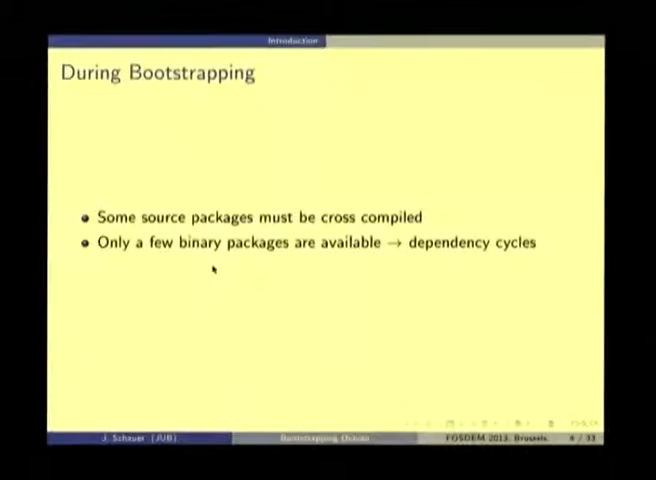 Introduction
During Bootstrapping
Some source packages must be cross compiled
Only a few binary packages are available → dependency cycles
J. Schauer (JUB)
Bootstrapping Debian
FOSDEM 2013, Brussels
/ 33